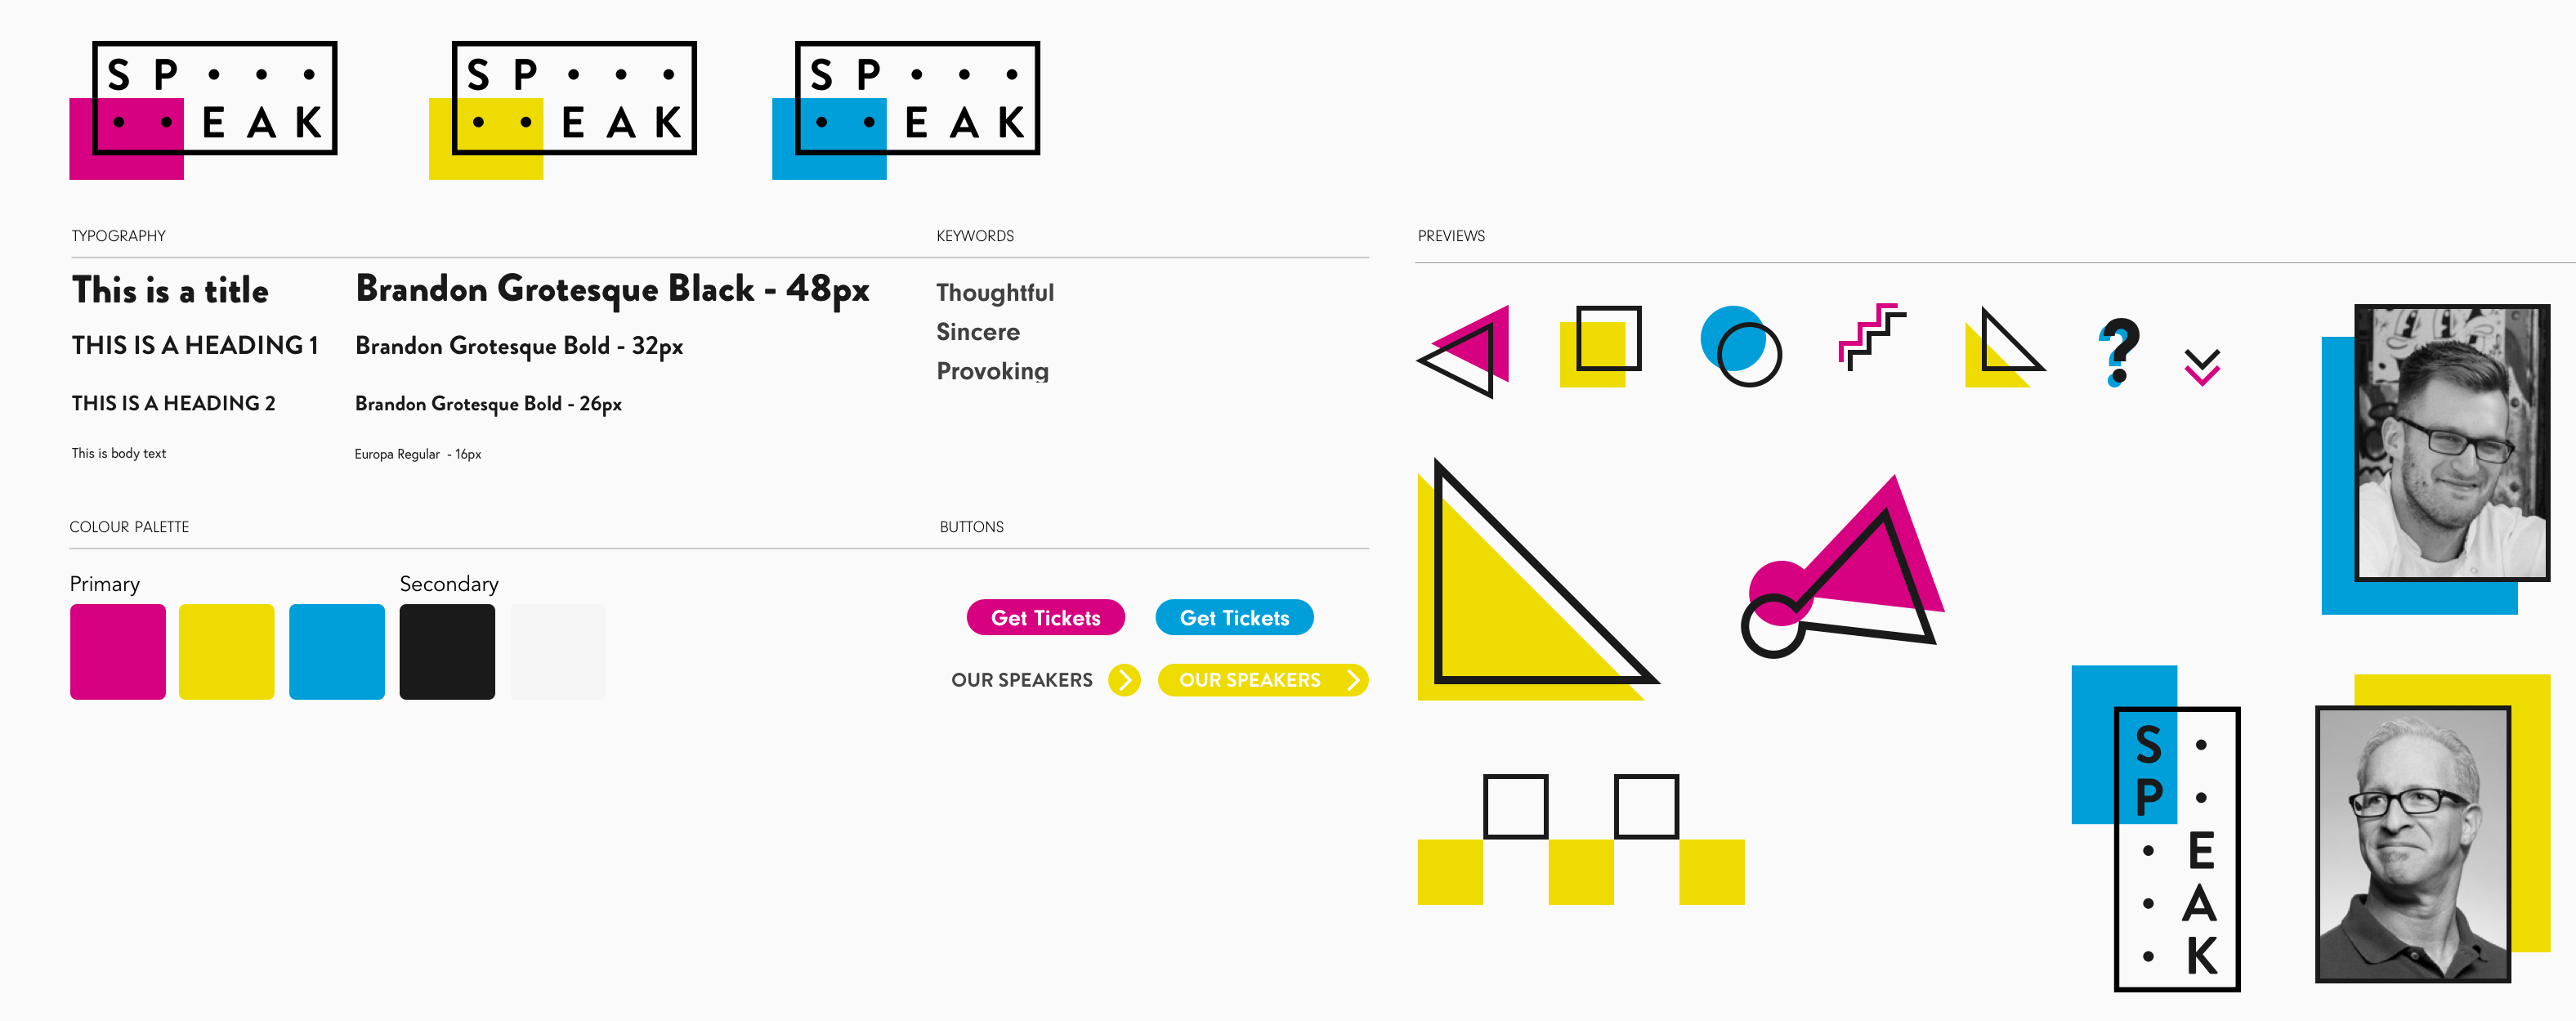 S P • • •
• • E A K
S P • • •
• • E A K
S P • • •
• • E A K
TYPOGRAPHY
This is a title
Brandon Grotesque Black - 48px
THIS IS A HEADING 1
Brandon Grotesque Bold - 32px
THIS IS A HEADING 2
Brandon Grotesque Bold - 26px
This is body text
Europa Regular - 16px
KEYWORDS
Thoughtful
Sincere
Provoking
COLOUR PALETTE
Primary
Secondary
BUTTONS
Get Tickets
Get Tickets
OUR SPEAKERS
OUR SPEAKERS
PREVIEWS
?
S •
P •
• E
• A
• K